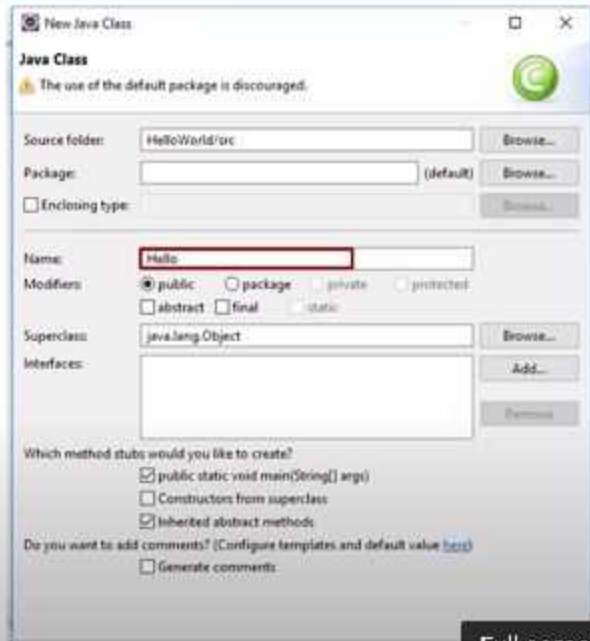 New Java Class
Java Class
The use of the default package is discouraged.
Source folder: HelloWorld/src Browse...
Package: (default) Browse...
Enclosing type: Browse...
Name: Hello
Modifiers: public package private protected
abstract final static
Superclass: java.lang.Object Browse...
Interfaces: Add...
Remove
Which method stubs would you like to create?
public static void main(String[] args)
Constructors from superclass
Inherited abstract methods
Do you want to add comments? (Configure templates and default value here)
Generate comments